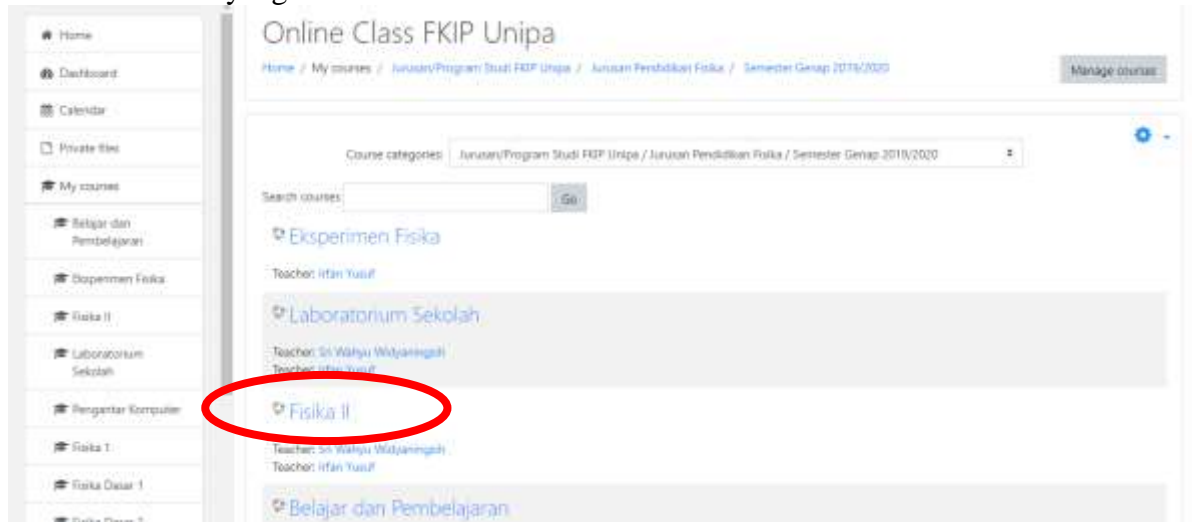 Home
Dashboard
Calendar
Private files
My courses
Belajar dan
Pembelajaran
Eksperimen Fisika
Fisika II
Laboratorium
Sekolah
Pengantar Komputer
Fisika 1
Fisika Dasar 1
Online Class FKIP Unipa
Home / My courses / Jurusan/Program Studi FKIP Unipa / Jurusan Pendidikan Fisika / Semester Genap 2019/2020
Manage courses
Course categories: Jurusan/Program Studi FKIP Unipa / Jurusan Pendidikan Fisika / Semester Genap 2019/2020
Search courses: Go
Eksperimen Fisika
Teacher: Irfan Yusuf
Laboratorium Sekolah
Teacher: Sri Wahyu Widyaningsih
Teacher: Irfan Yusuf
Fisika II
Teacher: Sri Wahyu Widyaningsih
Teacher: Irfan Yusuf
Belajar dan Pembelajaran